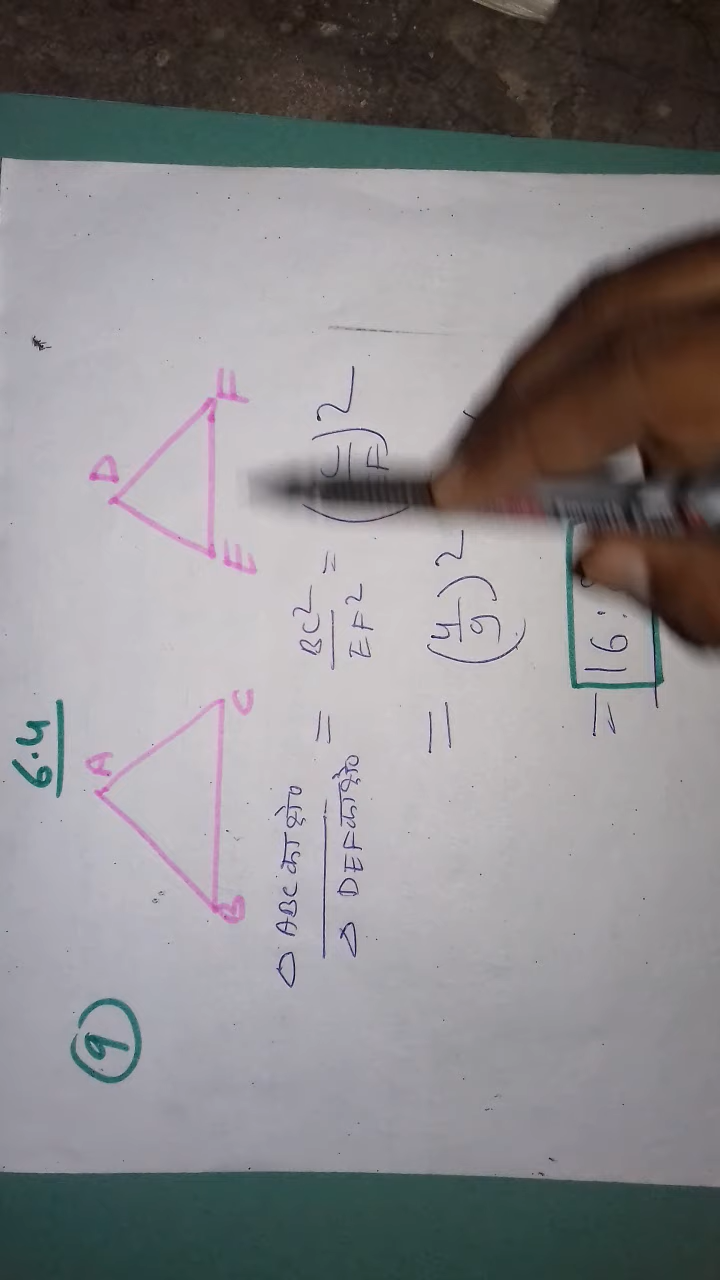 6.4
(9)
A D
B C E F
△ ABC का क्षे० / △ DEF का क्षे० = BC² / EF² = ( )²
= (4/9)²
= 16: